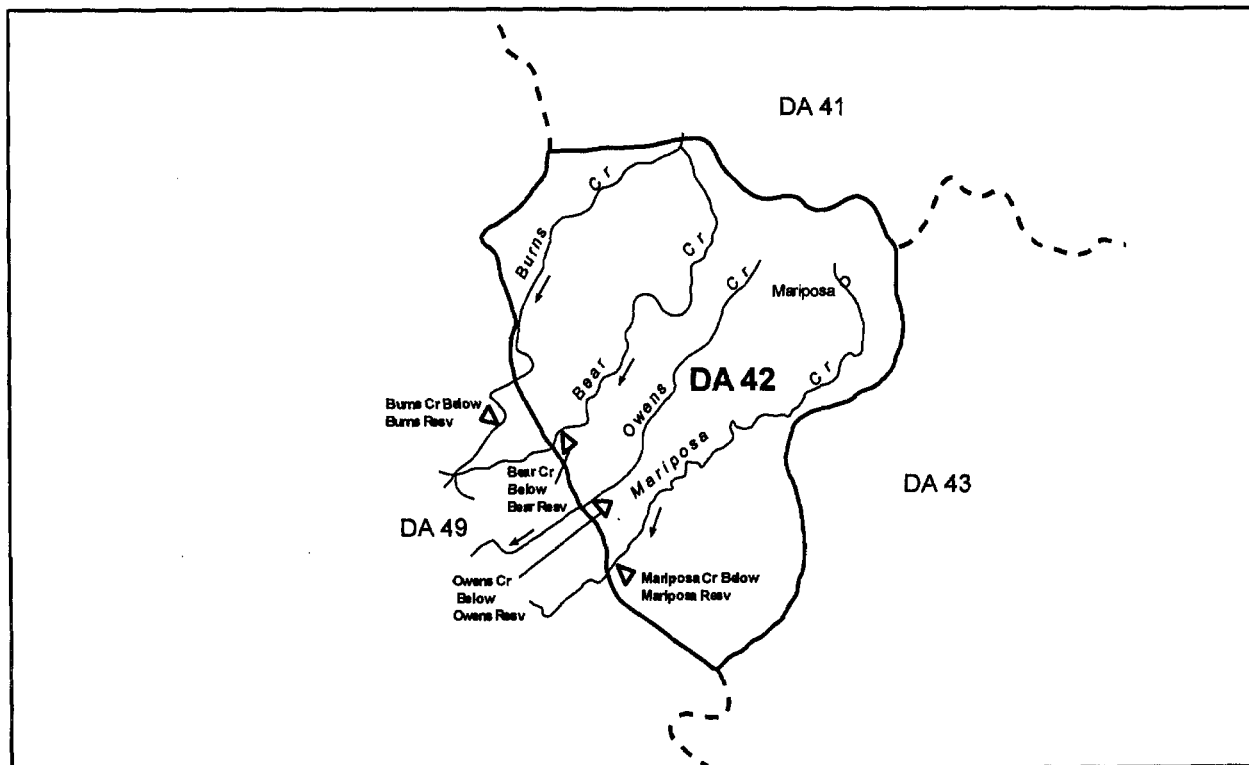 DA 41
Burns Cr
Cr
Cr
Mariposa
Bear
Owens
DA 42
Cr
Mariposa
Burns Cr Below
Burns Resv
Bear Cr
Below
Bear Resv
DA 43
DA 49
Owens Cr
Below
Owens Resv
Mariposa Cr Below
Mariposa Resv